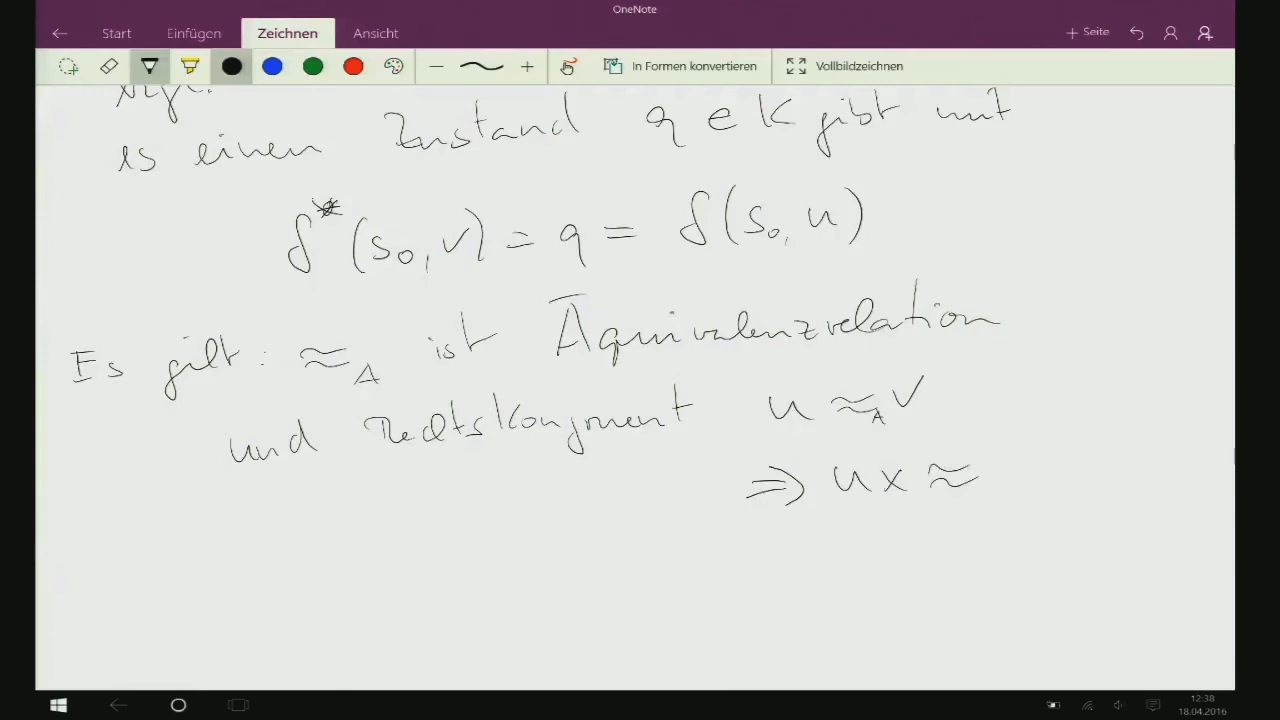 OneNote
Start Einfügen Zeichnen Ansicht + Seite
In Formen konvertieren Vollbildzeichnen
es einen Zustand q ∈ K gibt mit
δ*(s₀, v) = q = δ(s₀, u)
Es gilt: ≈_A ist Äquivalenzrelation
und Rechtskongruent u ≈_A v
⇒ ux ≈
12:38
18.04.2016